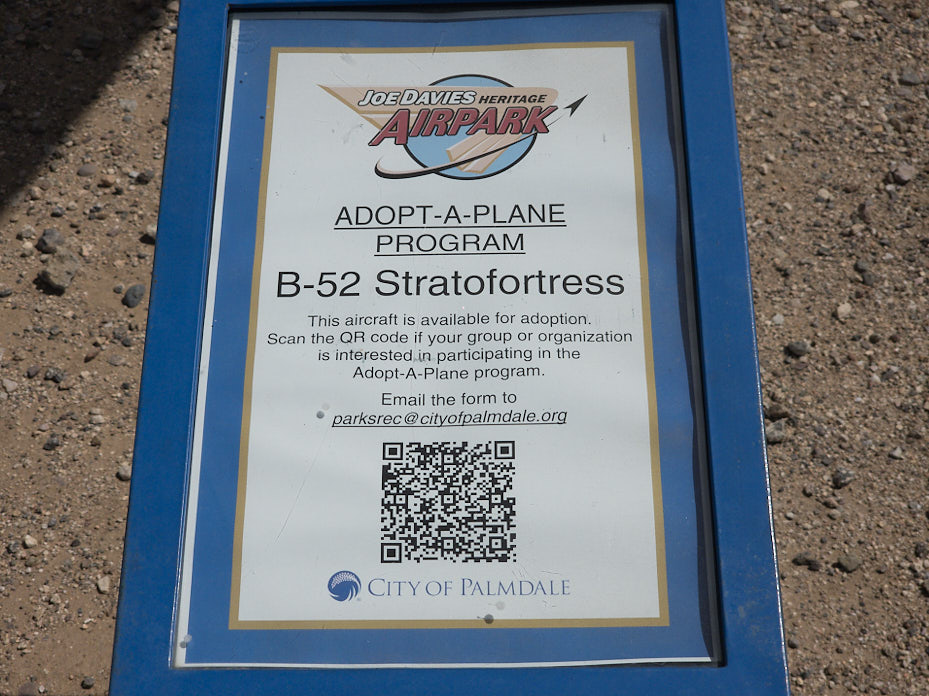 JOE DAVIES HERITAGE
AIRPARK
ADOPT-A-PLANE
PROGRAM
B-52 Stratofortress
This aircraft is available for adoption.
Scan the QR code if your group or organization
is interested in participating in the
Adopt-A-Plane program.
Email the form to
parksrec@cityofpalmdale.org
CITY OF PALMDALE